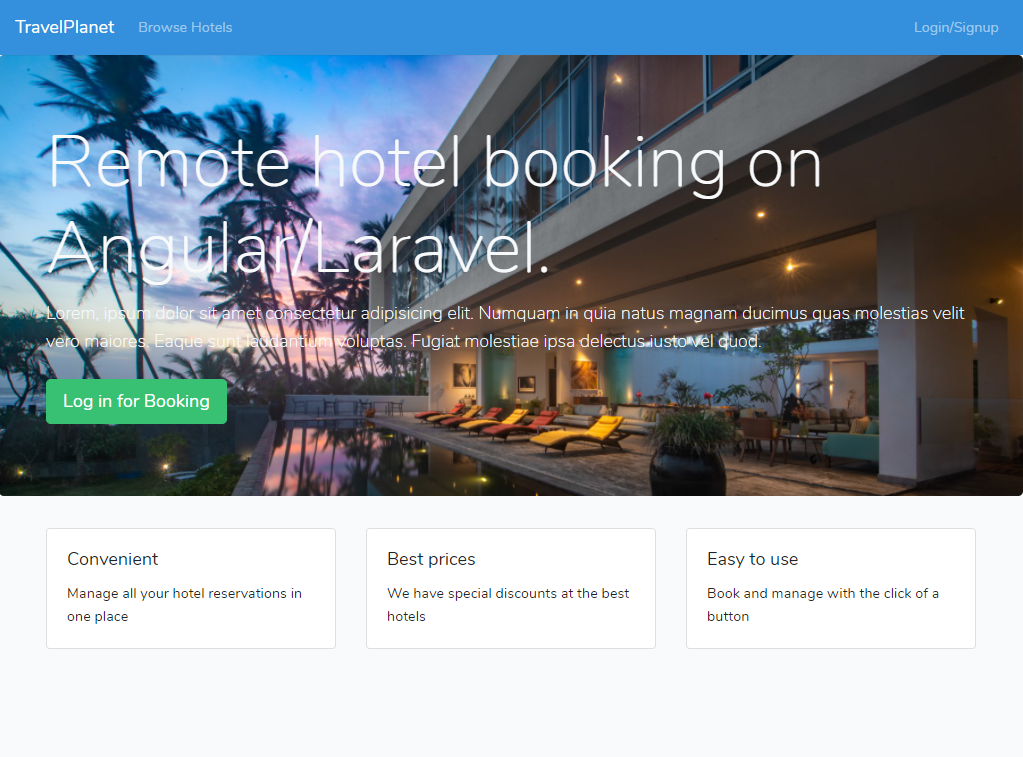 TravelPlanet Browse Hotels Login/Signup
Remote hotel booking on
Angular/Laravel.
Lorem, ipsum dolor sit amet consectetur adipisicing elit. Numquam in quia natus magnam ducimus quas molestias velit
vero maiores. Eaque sunt laudantium voluptas. Fugiat molestiae ipsa delectus iusto vel quod.
Log in for Booking
Convenient
Manage all your hotel reservations in
one place
Best prices
We have special discounts at the best
hotels
Easy to use
Book and manage with the click of a
button